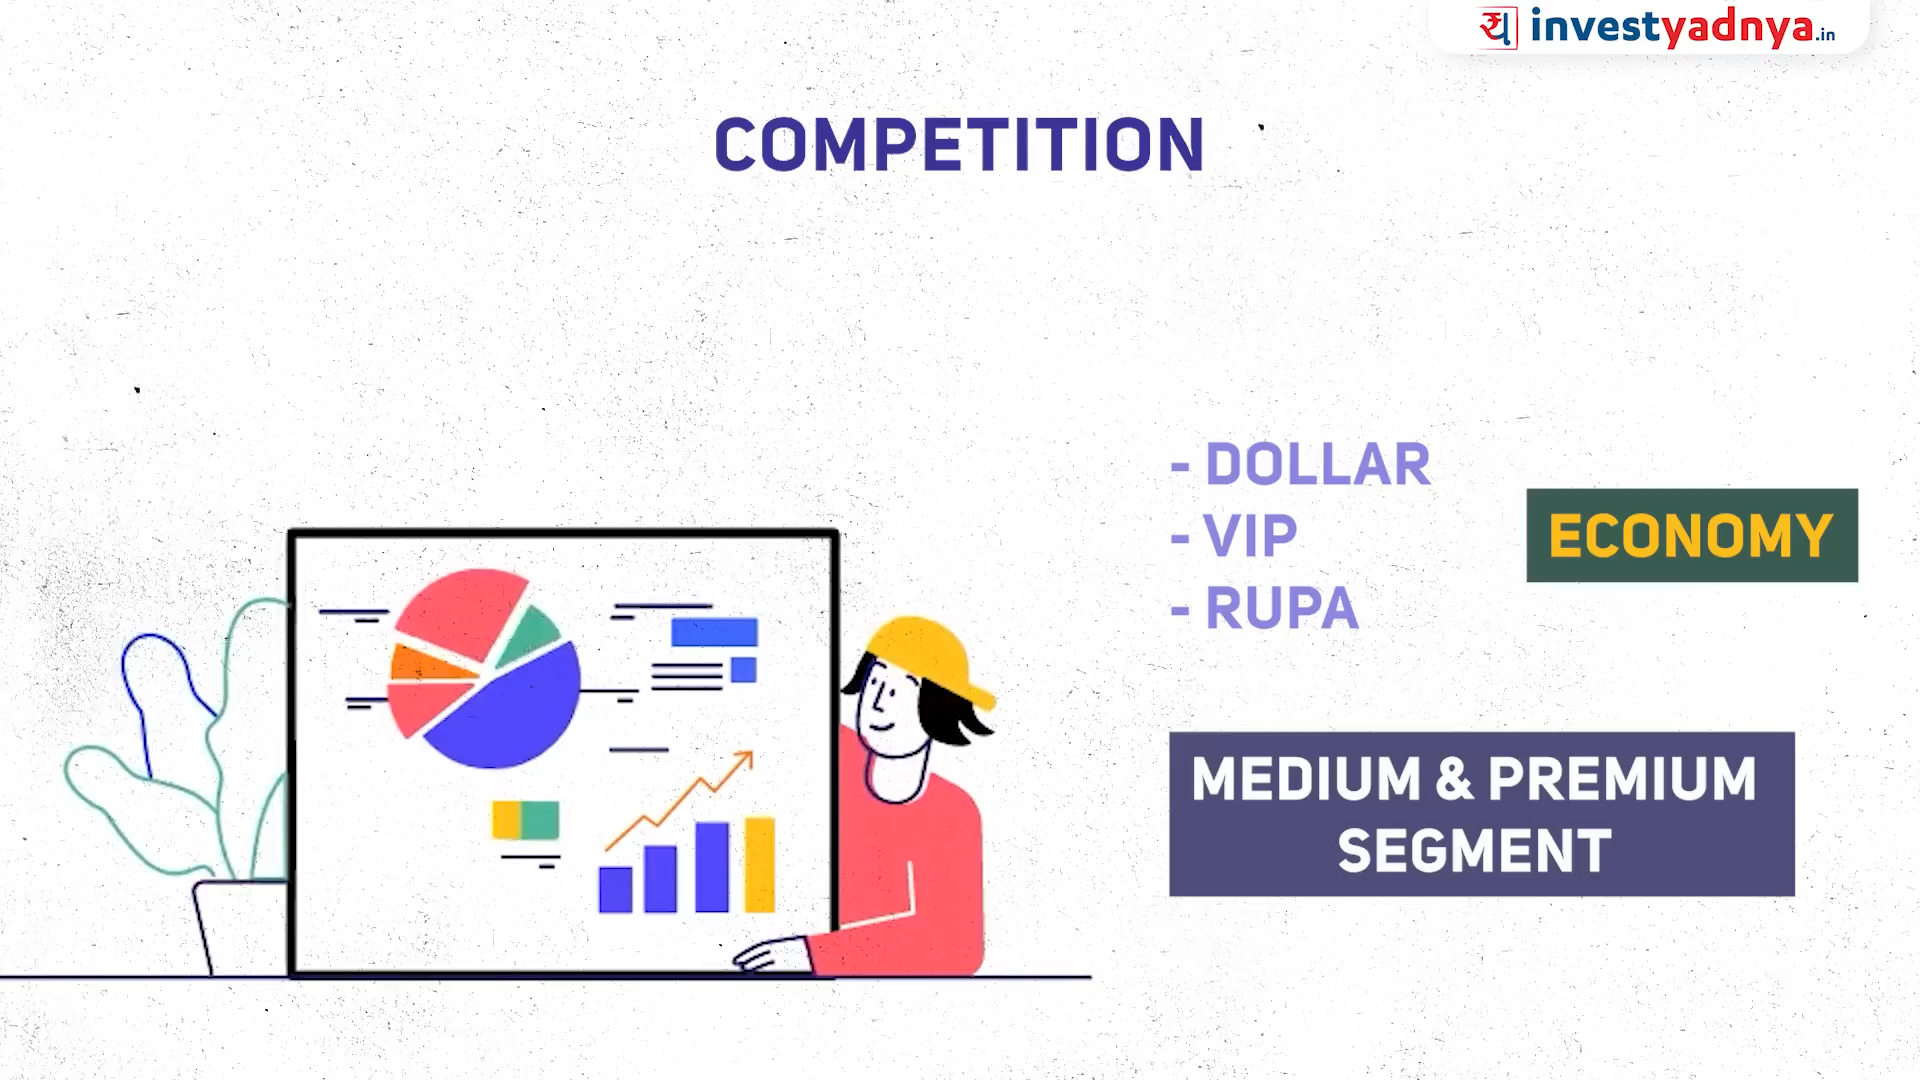 investyadnya.in
COMPETITION
- DOLLAR
- VIP
- RUPA
ECONOMY
MEDIUM & PREMIUM
SEGMENT